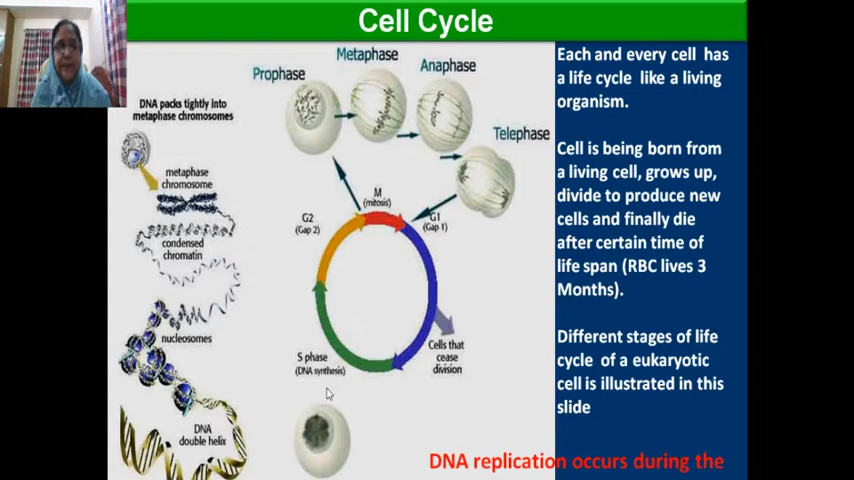 Cell Cycle
DNA packs tightly into
metaphase chromosomes
metaphase
chromosome
condensed
chromatin
nucleosomes
DNA
double helix
Prophase
Metaphase
Anaphase
Telephase
M
(mitosis)
G2
(Gap 2)
G1
(Gap 1)
S phase
(DNA synthesis)
Cells that
cease
division
Each and every cell has
a life cycle like a living
organism.
Cell is being born from
a living cell, grows up,
divide to produce new
cells and finally die
after certain time of
life span (RBC lives 3
Months).
Different stages of life
cycle of a eukaryotic
cell is illustrated in this
slide
DNA replication occurs during the